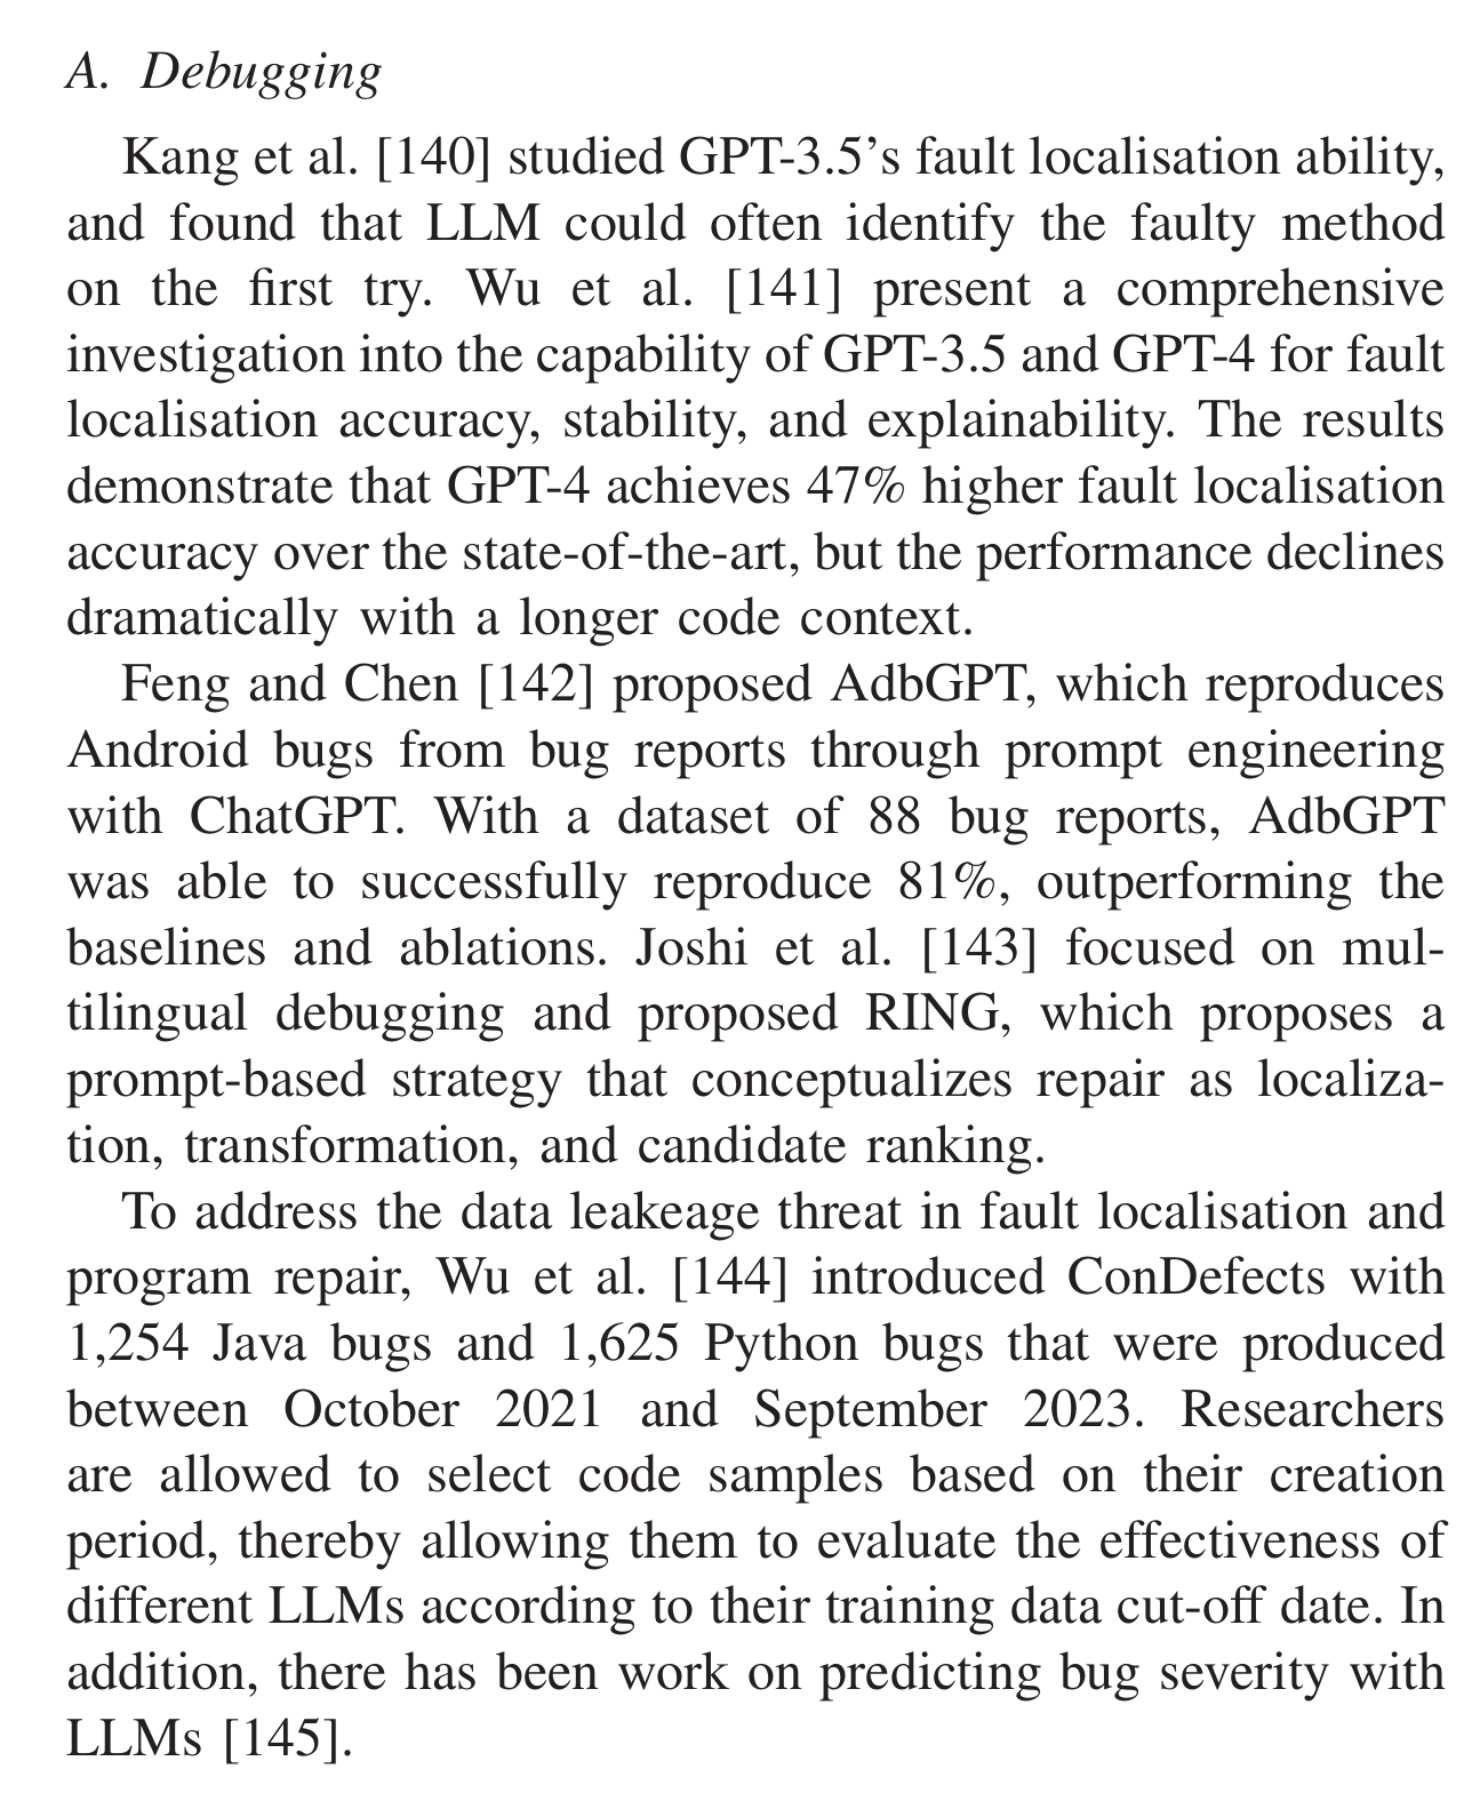 A. Debugging
Kang et al. [140] studied GPT-3.5’s fault localisation ability,
and found that LLM could often identify the faulty method
on the first try. Wu et al. [141] present a comprehensive
investigation into the capability of GPT-3.5 and GPT-4 for fault
localisation accuracy, stability, and explainability. The results
demonstrate that GPT-4 achieves 47% higher fault localisation
accuracy over the state-of-the-art, but the performance declines
dramatically with a longer code context.
Feng and Chen [142] proposed AdbGPT, which reproduces
Android bugs from bug reports through prompt engineering
with ChatGPT. With a dataset of 88 bug reports, AdbGPT
was able to successfully reproduce 81%, outperforming the
baselines and ablations. Joshi et al. [143] focused on mul-
tilingual debugging and proposed RING, which proposes a
prompt-based strategy that conceptualizes repair as localiza-
tion, transformation, and candidate ranking.
To address the data leakeage threat in fault localisation and
program repair, Wu et al. [144] introduced ConDefects with
1,254 Java bugs and 1,625 Python bugs that were produced
between October 2021 and September 2023. Researchers
are allowed to select code samples based on their creation
period, thereby allowing them to evaluate the effectiveness of
different LLMs according to their training data cut-off date. In
addition, there has been work on predicting bug severity with
LLMs [145].